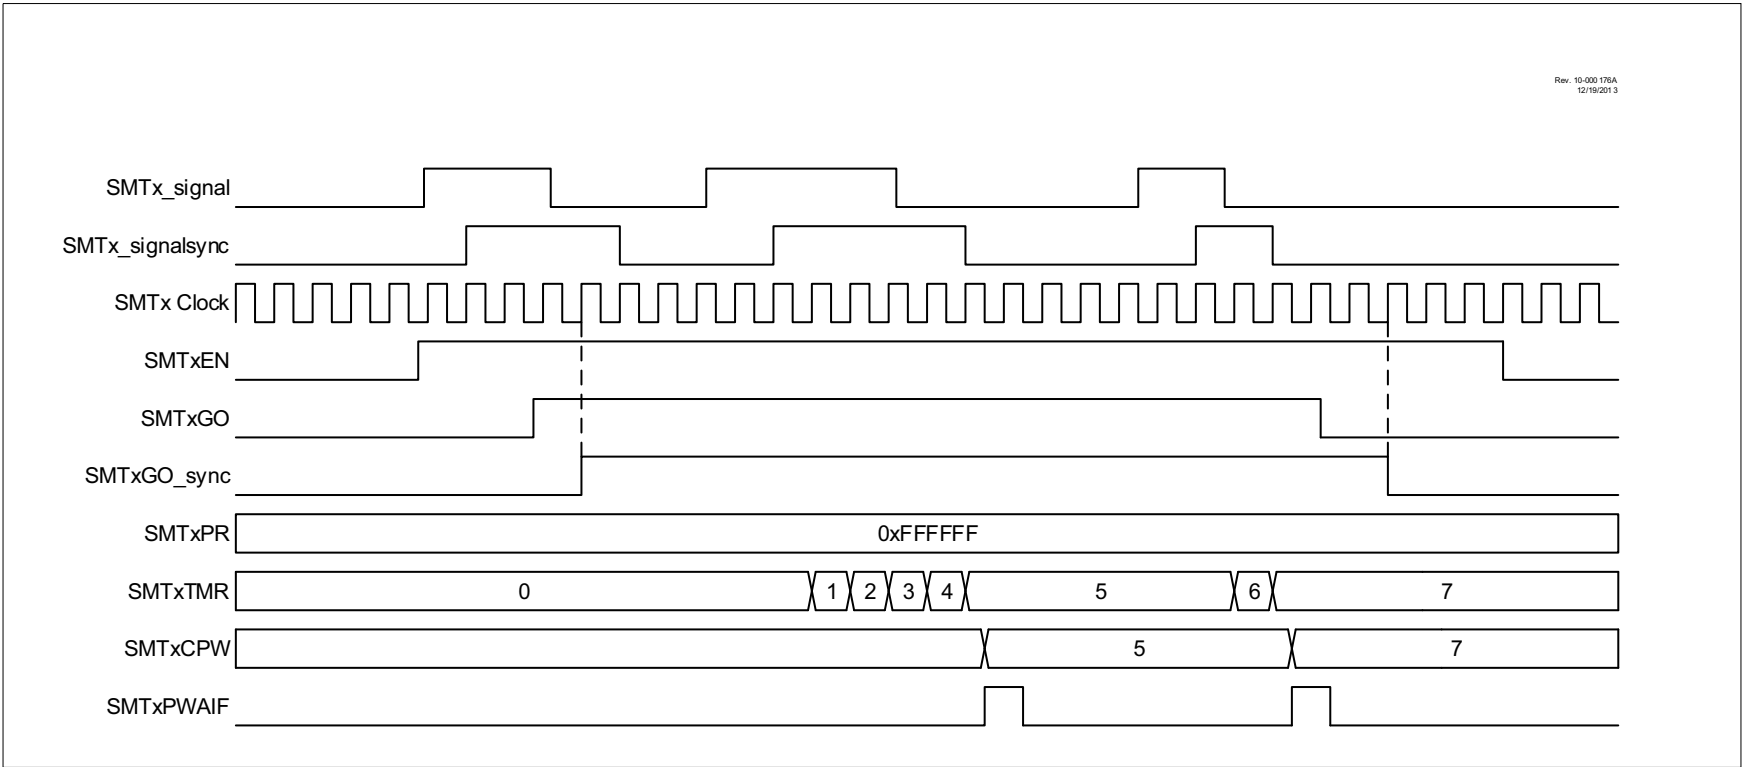 Rev. 10-000 176A
12/19/201 3
SMTx_signal
SMTx_signalsync
SMTx Clock
SMTxEN
SMTxGO
SMTxGO_sync
SMTxPR 0xFFFFFF
SMTxTMR 0 1 2 3 4 5 6 7
SMTxCPW 5 7
SMTxPWAIF